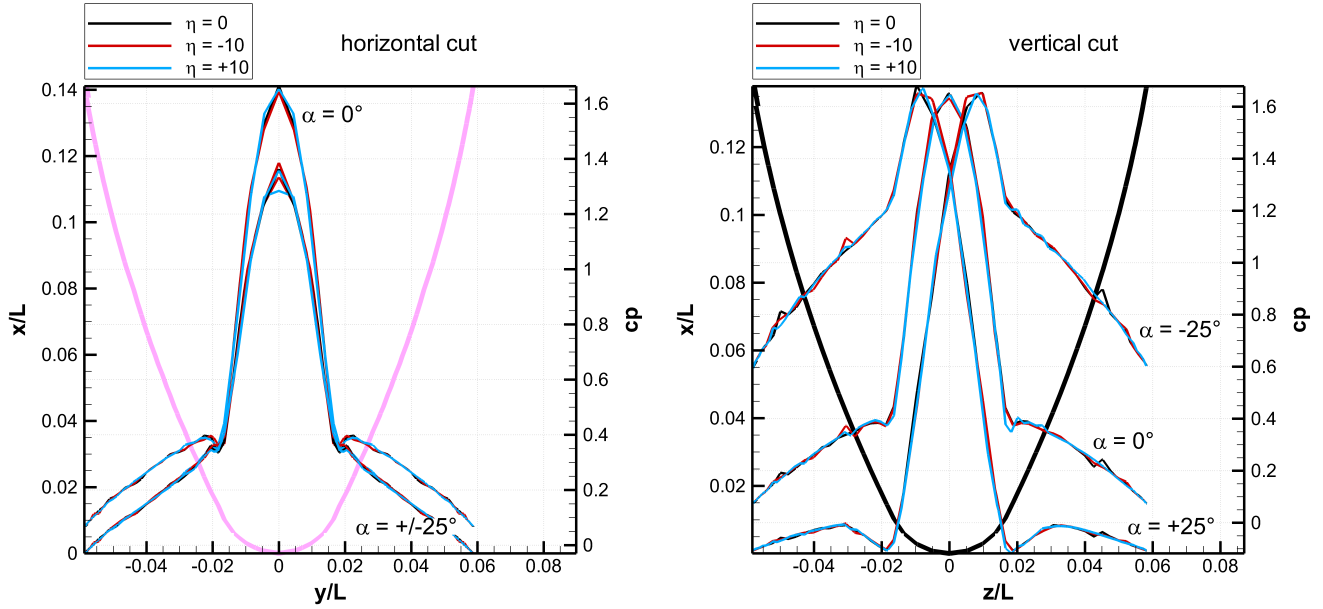 η = 0
η = -10
η = +10
horizontal cut
α = 0°
α = +/-25°
0.14
0.12
0.1
0.08
0.06
0.04
0.02
0
x/L
1.6
1.4
1.2
1
0.8
0.6
0.4
0.2
0
cp
-0.04 -0.02 0 0.02 0.04 0.06 0.08
y/L
η = 0
η = -10
η = +10
vertical cut
α = -25°
α = 0°
α = +25°
0.12
0.1
0.08
0.06
0.04
0.02
x/L
1.6
1.4
1.2
1
0.8
0.6
0.4
0.2
0
cp
-0.04 -0.02 0 0.02 0.04 0.06 0.08
z/L